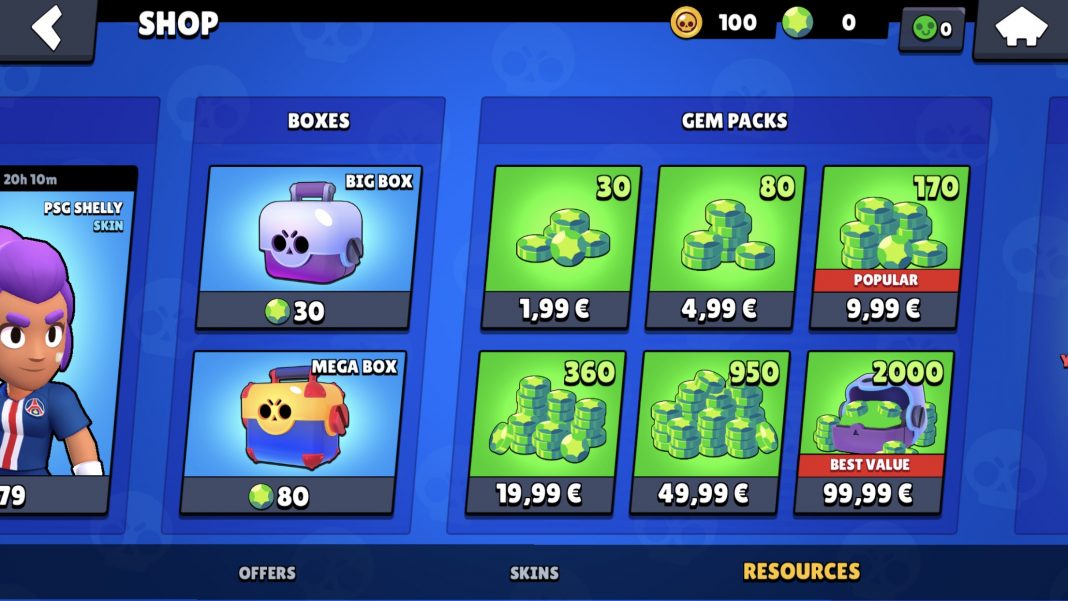 SHOP
100
0
0
BOXES
GEM PACKS
20h 10m
PSG SHELLY
SKIN
79
BIG BOX
30
MEGA BOX
80
30
1,99 €
80
4,99 €
170
POPULAR
9,99 €
360
19,99 €
950
49,99 €
2000
BEST VALUE
99,99 €
OFFERS
SKINS
RESOURCES